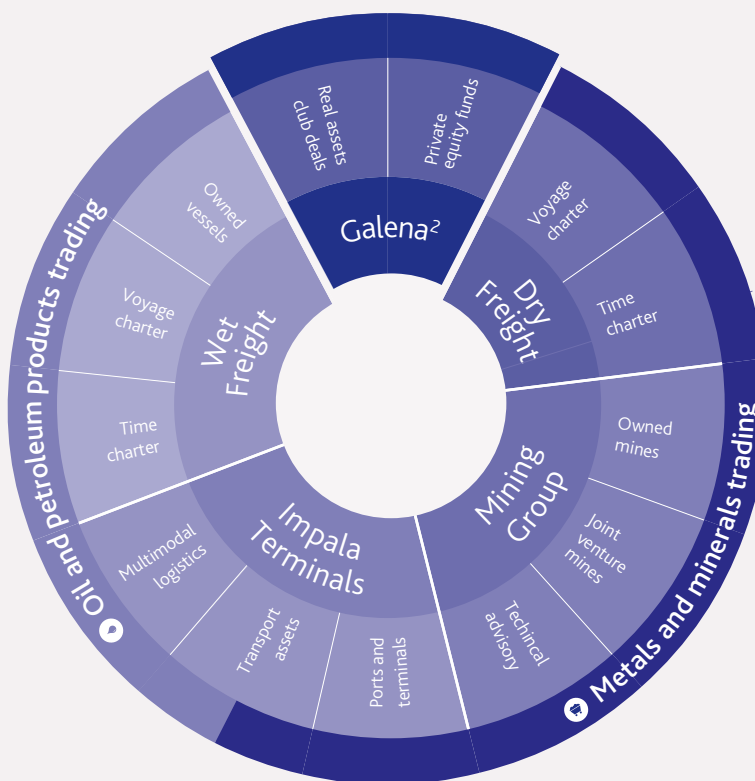 Real assets
club deals
Private
equity funds
Galena²
Voyage
charter
Time
charter
Dry
Freight
Owned
mines
Joint
venture
mines
Techincal
advisory
Mining
Group
Metals and minerals trading
Ports and
terminals
Transport
assets
Multimodal
logistics
Impala
Terminals
Time
charter
Voyage
charter
Owned
vessels
Wet
Freight
Oil and petroleum products trading